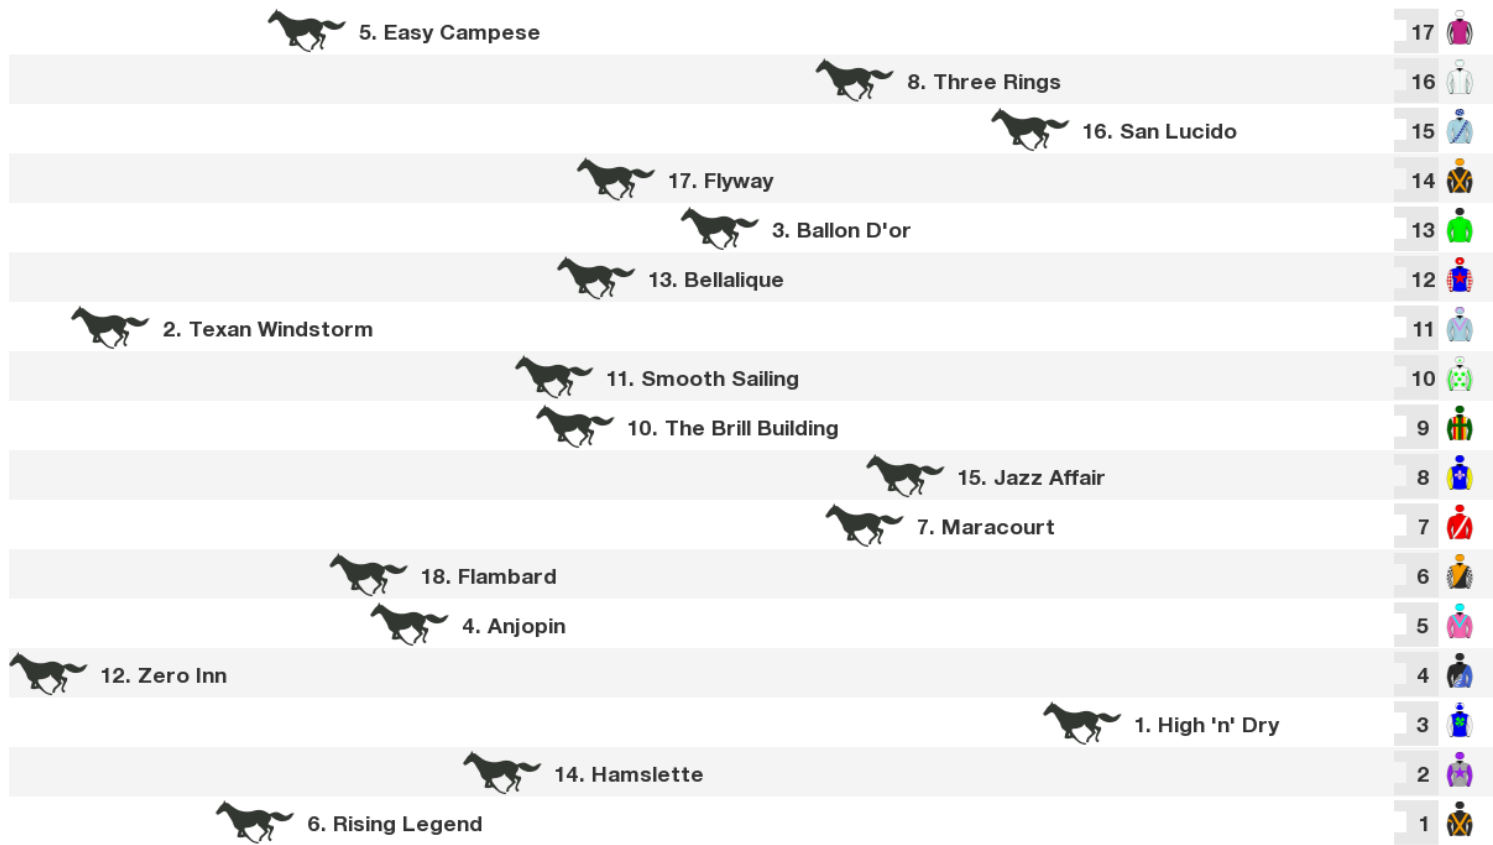 5. Easy Campese 17
8. Three Rings 16
16. San Lucido 15
17. Flyway 14
3. Ballon D'or 13
13. Bellalique 12
2. Texan Windstorm 11
11. Smooth Sailing 10
10. The Brill Building 9
15. Jazz Affair 8
7. Maracourt 7
18. Flambard 6
4. Anjopin 5
12. Zero Inn 4
1. High 'n' Dry 3
14. Hamslette 2
6. Rising Legend 1